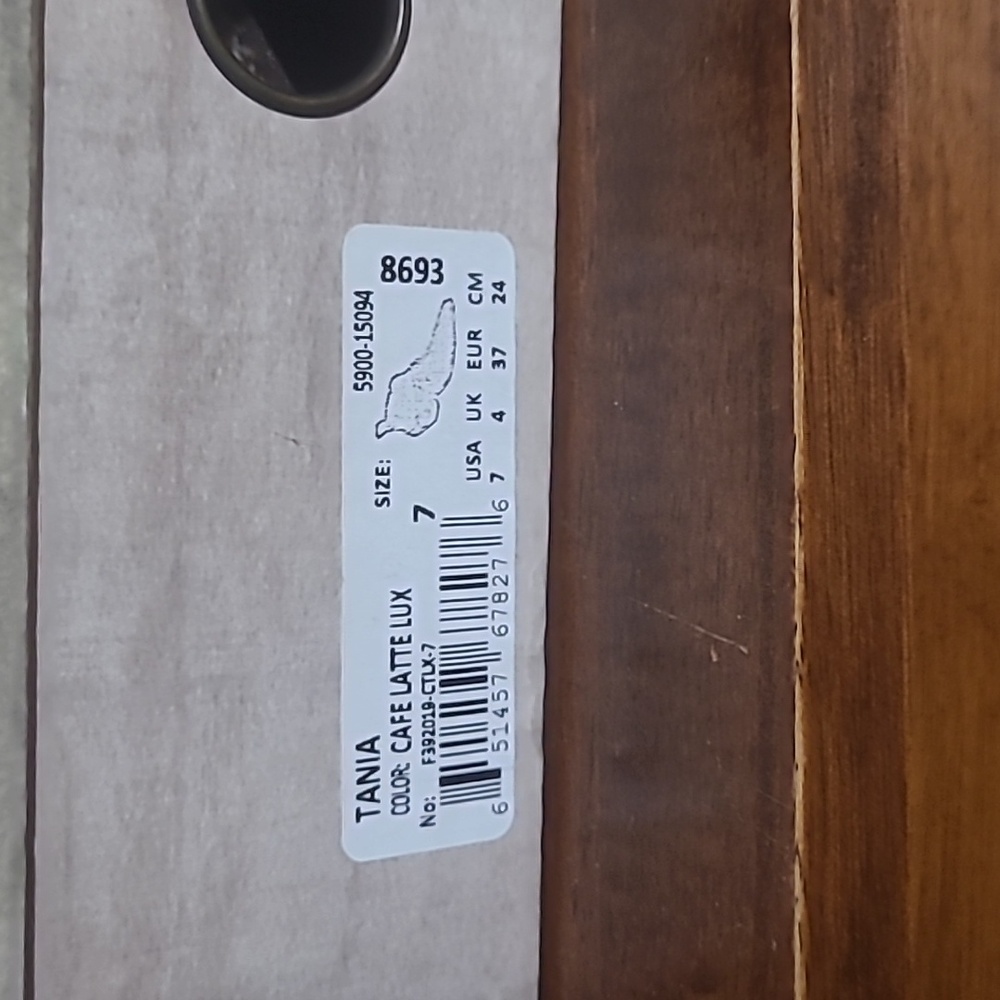 5900-15094
TANIA
SIZE:
8693
COLOR: CAFE LATTE LUX
7
No: F392019-CTLX-7
USA UK EUR CM
7 4 37 24
6 51457 67827 6